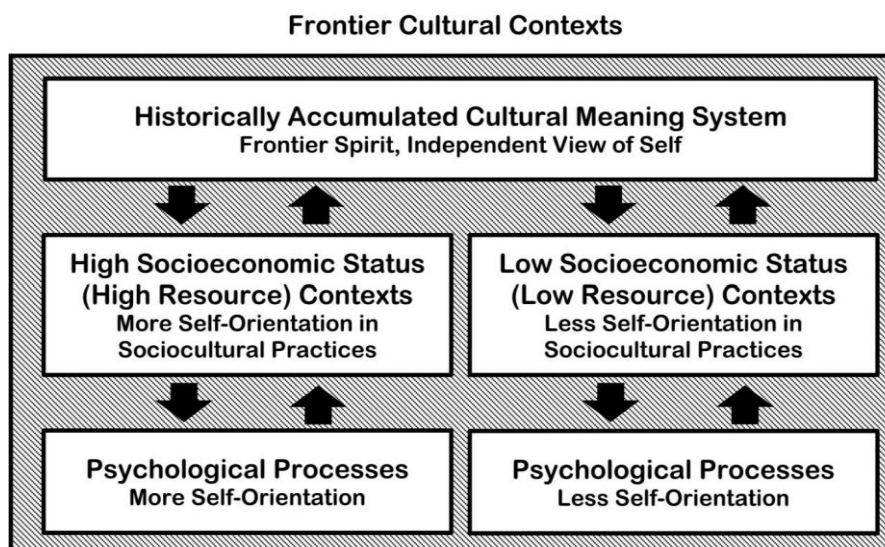 Frontier Cultural Contexts
Historically Accumulated Cultural Meaning System
Frontier Spirit, Independent View of Self
High Socioeconomic Status
(High Resource) Contexts
More Self-Orientation in
Sociocultural Practices
Low Socioeconomic Status
(Low Resource) Contexts
Less Self-Orientation in
Sociocultural Practices
Psychological Processes
More Self-Orientation
Psychological Processes
Less Self-Orientation